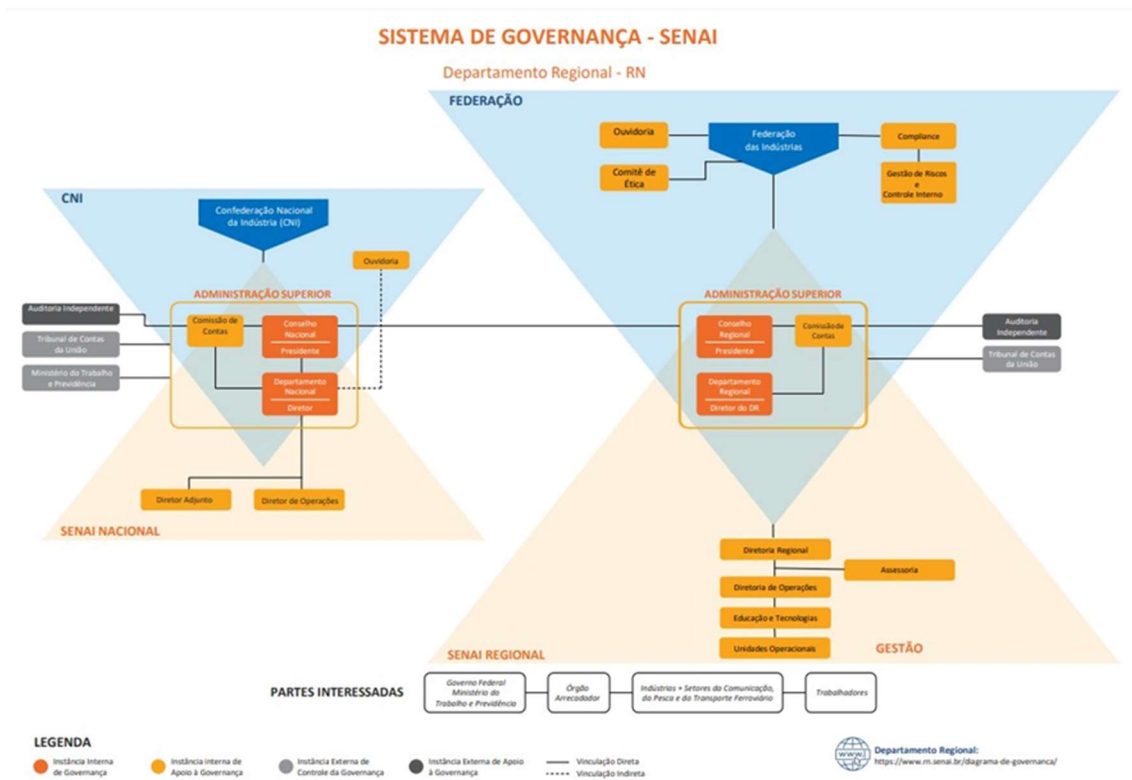 SISTEMA DE GOVERNANÇA - SENAI
Departamento Regional - RN
FEDERAÇÃO
Ouvidoria
Federação
das Indústrias
Compliance
Comitê de
Ética
Gestão de Riscos
e
Controle Interno
CNI
Confederação Nacional
da Indústria (CNI)
Ouvidoria
ADMINISTRAÇÃO SUPERIOR
Auditoria Independente
Comissão de
Contas
Conselho
Nacional
Presidente
Tribunal de Contas
da União
Ministério do Trabalho
e Previdência
Departamento
Nacional
Diretor
ADMINISTRAÇÃO SUPERIOR
Conselho
Regional
Presidente
Comissão de
Contas
Auditoria
Independente
Tribunal de Contas
da União
Departamento
Regional
Diretor do DR
Diretor Adjunto
Diretor de Operações
SENAI NACIONAL
Diretoria Regional
Assessoria
Diretoria de Operações
Educação e Tecnologias
Unidades Operacionais
SENAI REGIONAL
GESTÃO
PARTES INTERESSADAS
Governo Federal
Ministério do
Trabalho e Previdência
Órgão
Arrecadador
Indústrias + Setores da Comunicação,
da Pesca e do Transporte Ferroviário
Trabalhadores
LEGENDA
Instância Interna
de Governança
Instância interna de
Apoio à Governança
Instância Externa de
Controle da Governança
Instância Externa de Apoio
à Governança
Vinculação Direta
Vinculação Indireta
www.
Departamento Regional:
https://www.rn.senai.br/diagrama-de-governanca/